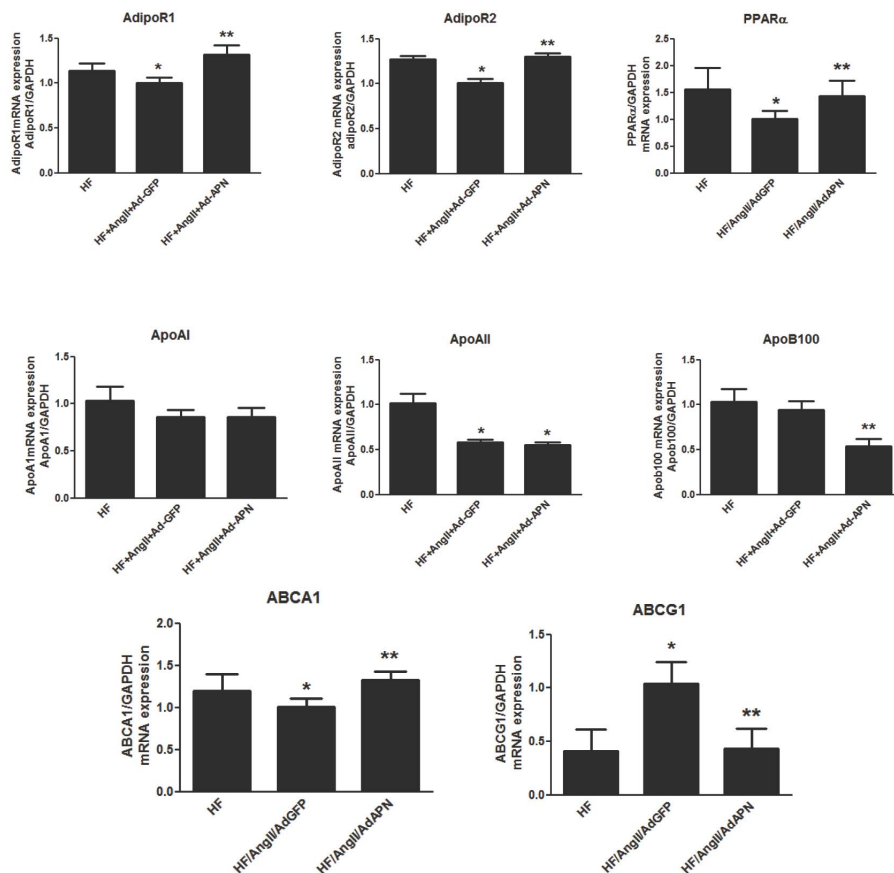 AdipoR1
AdipoR1mRNA expression
AdipoR1/GAPDH
1.5
1.0
0.5
0.0
**
*
HF
HF+AngII+Ad-GFP
HF+AngII+Ad-APN
AdipoR2
AdipoR2 mRNA expression
adipoR2/GAPDH
1.5
1.0
0.5
0.0
*
**
HF
HF+AngII+Ad-GFP
HF+AngII+Ad-APN
PPARα
PPARα/GAPDH
mRNA expression
2.5
2.0
1.5
1.0
0.5
0.0
*
**
HF
HF/AngII/AdGFP
HF/AngII/AdAPN
ApoAI
ApoA1mRNA expression
ApoA1/GAPDH
1.5
1.0
0.5
0.0
HF
HF+AngII+Ad-GFP
HF+AngII+Ad-APN
ApoAII
ApoAII mRNA expression
ApoAII/GAPDH
1.5
1.0
0.5
0.0
*
*
HF
HF+AngII+Ad-GFP
HF+AngII+Ad-APN
ApoB100
Apob100 mRNA expression
Apob100/GAPDH
1.5
1.0
0.5
0.0
**
HF
HF+AngII+Ad-GFP
HF+AngII+Ad-APN
ABCA1
ABCA1/GAPDH
mRNA expression
2.0
1.5
1.0
0.5
0.0
*
**
HF
HF/AngII/AdGFP
HF/AngII/AdAPN
ABCG1
ABCG1/GAPDH
mRNA expression
1.5
1.0
0.5
0.0
*
**
HF
HF/AngII/AdGFP
HF/AngII/AdAPN